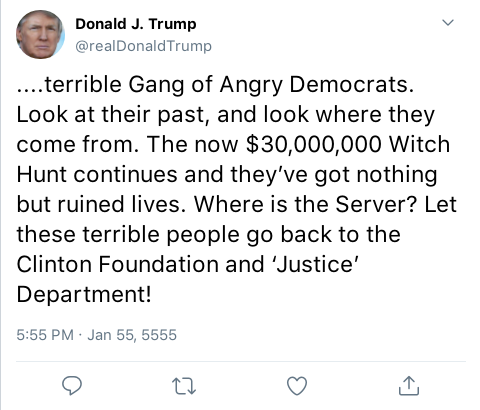 Donald J. Trump
@realDonaldTrump
....terrible Gang of Angry Democrats.
Look at their past, and look where they
come from. The now $30,000,000 Witch
Hunt continues and they’ve got nothing
but ruined lives. Where is the Server? Let
these terrible people go back to the
Clinton Foundation and ‘Justice’
Department!
5:55 PM · Jan 55, 5555